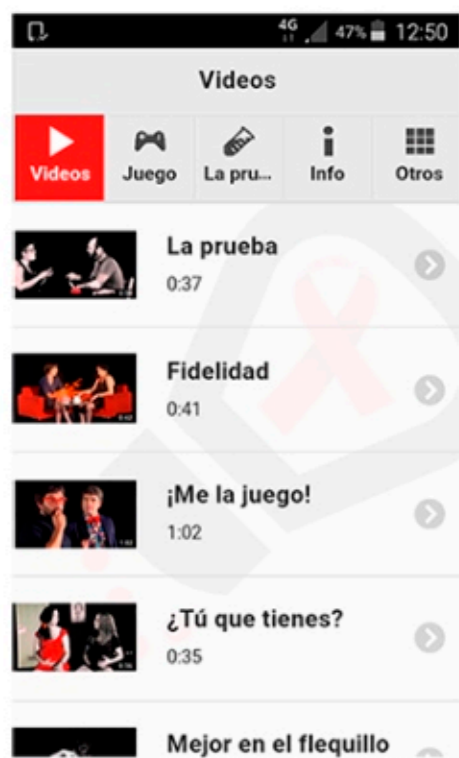 4G 47% 12:50
Videos
Videos Juego La pru... Info Otros
La prueba
0:37
Fidelidad
0:41
¡Me la juego!
1:02
¿Tú que tienes?
0:35
Mejor en el flequillo